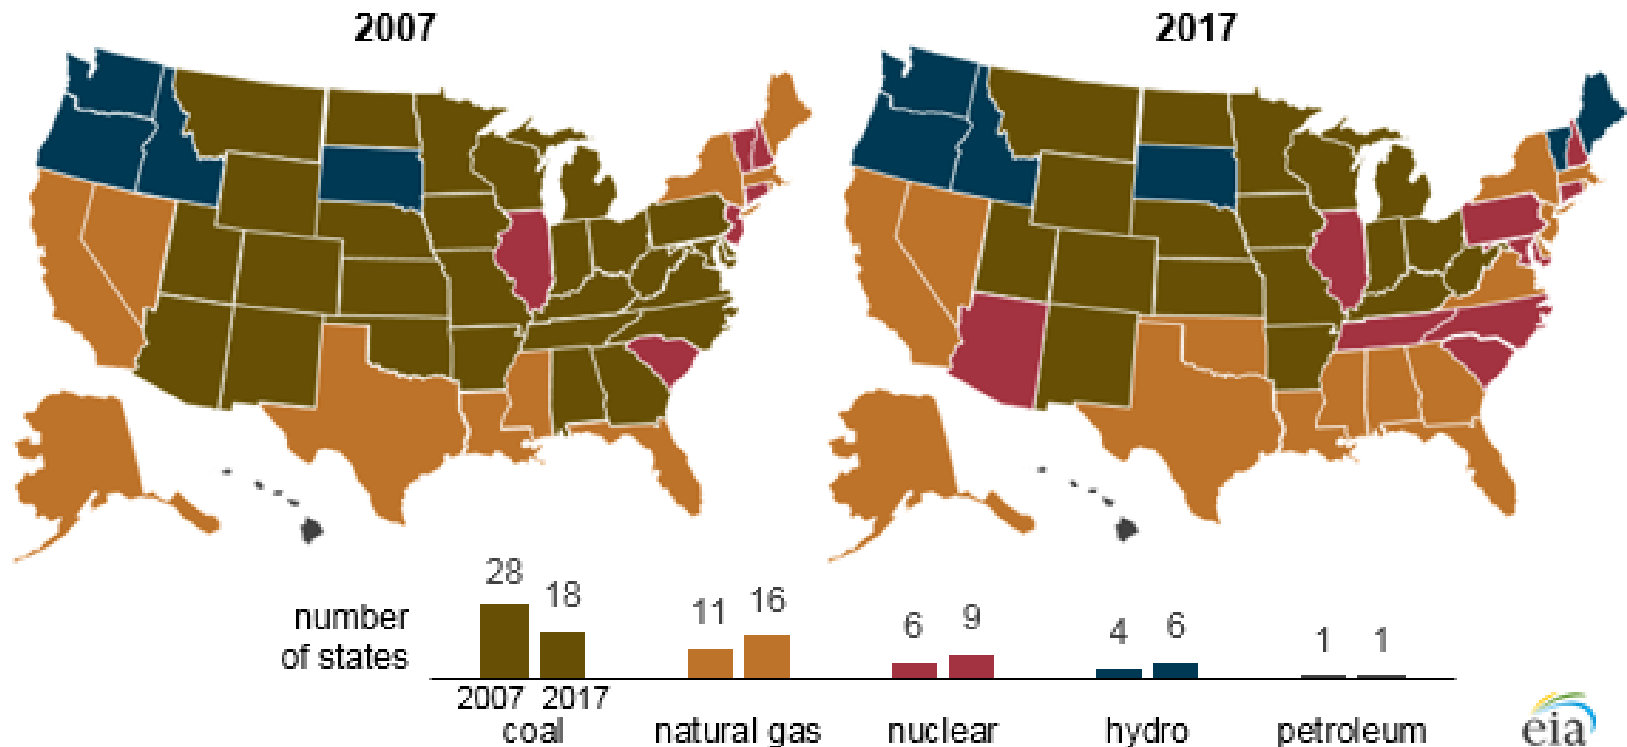 2007 2017
28 18 11 16 6 9 4 6 1 1
number
of states
2007 2017
coal natural gas nuclear hydro petroleum
eia